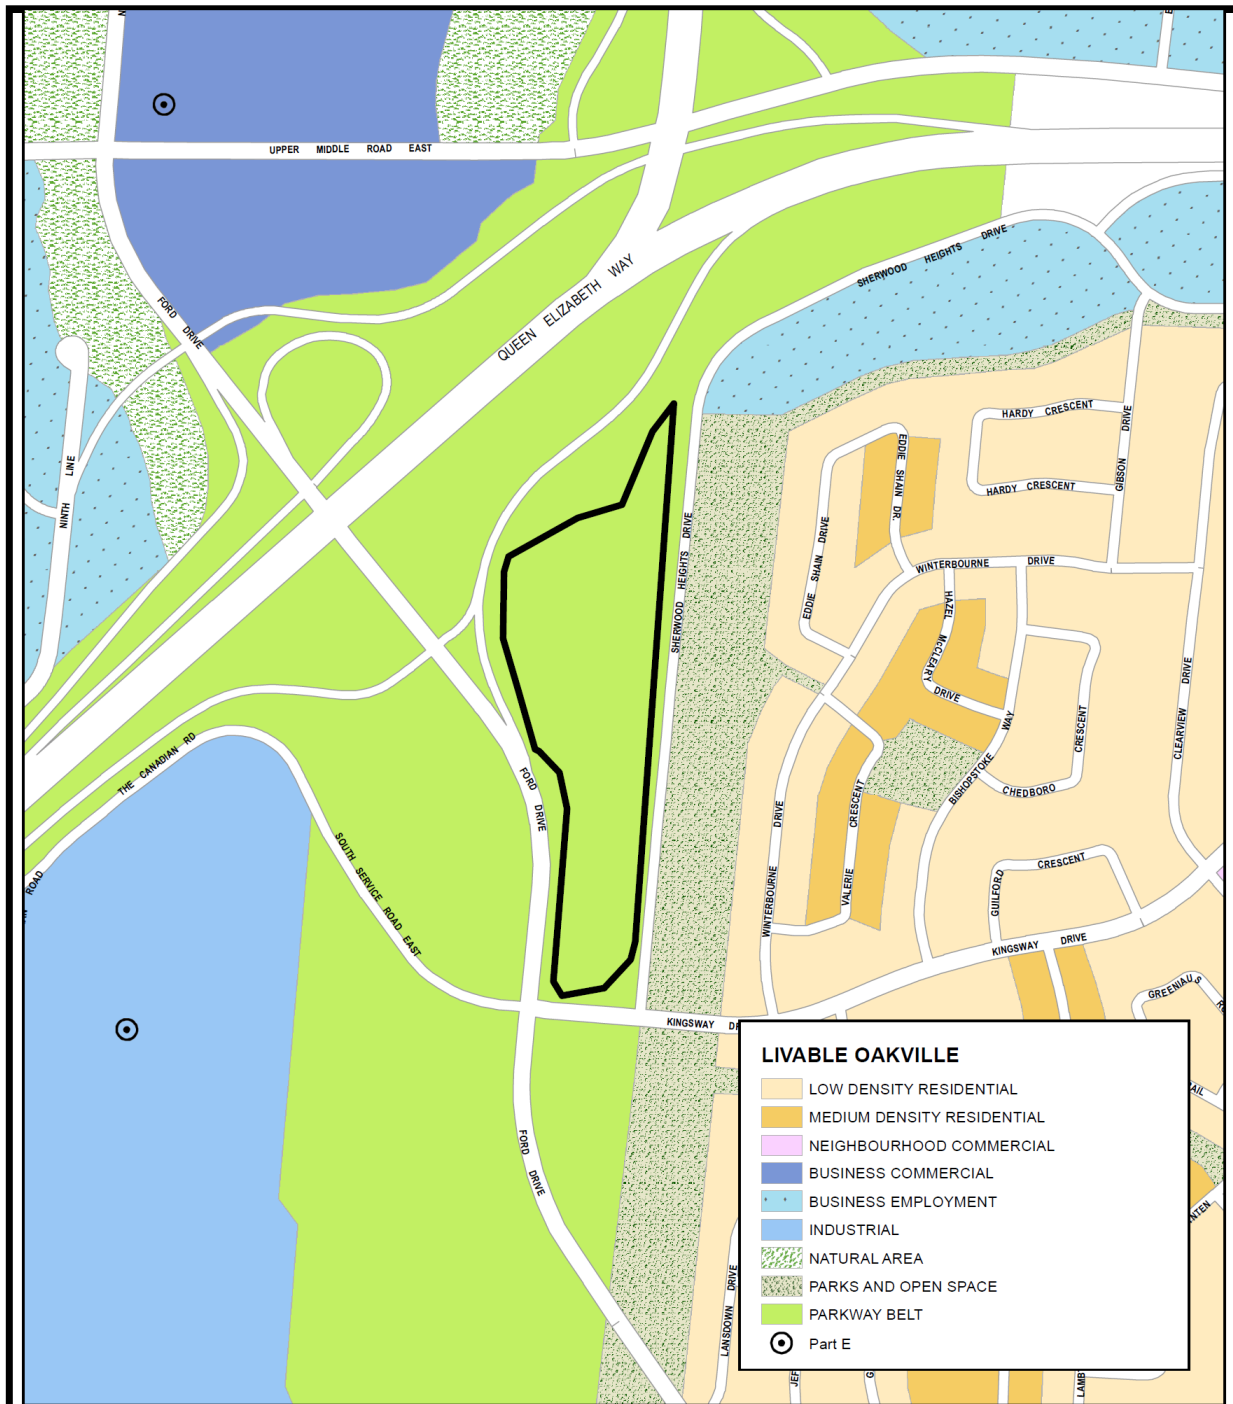 N
E
UPPER MIDDLE ROAD EAST
FORD DRIVE
QUEEN ELIZABETH WAY
SHERWOOD HEIGHTS DRIVE
NINTH LINE
HARDY CRESCENT
HARDY CRESCENT
GIBSON DRIVE
EDDIE SHAIN DR.
EDDIE SHAIN DRIVE
SHERWOOD HEIGHTS DRIVE
WINTERBOURNE DRIVE
HAZEL McCLEARY DRIVE
BISHOPSTOKE WAY
CHEDBORO CRESCENT
CLEARVIEW DRIVE
THE CANADIAN RD
FORD DRIVE
SOUTH SERVICE ROAD EAST
ROAD
WINTERBOURNE DRIVE
VALERIE CRESCENT
GUILFORD CRESCENT
KINGSWAY DRIVE
GREENIAUS
KINGSWAY
FORD DRIVE
LANSDOWN DRIVE
LIVABLE OAKVILLE
LOW DENSITY RESIDENTIAL
MEDIUM DENSITY RESIDENTIAL
NEIGHBOURHOOD COMMERCIAL
BUSINESS COMMERCIAL
BUSINESS EMPLOYMENT
INDUSTRIAL
NATURAL AREA
PARKS AND OPEN SPACE
PARKWAY BELT
Part E